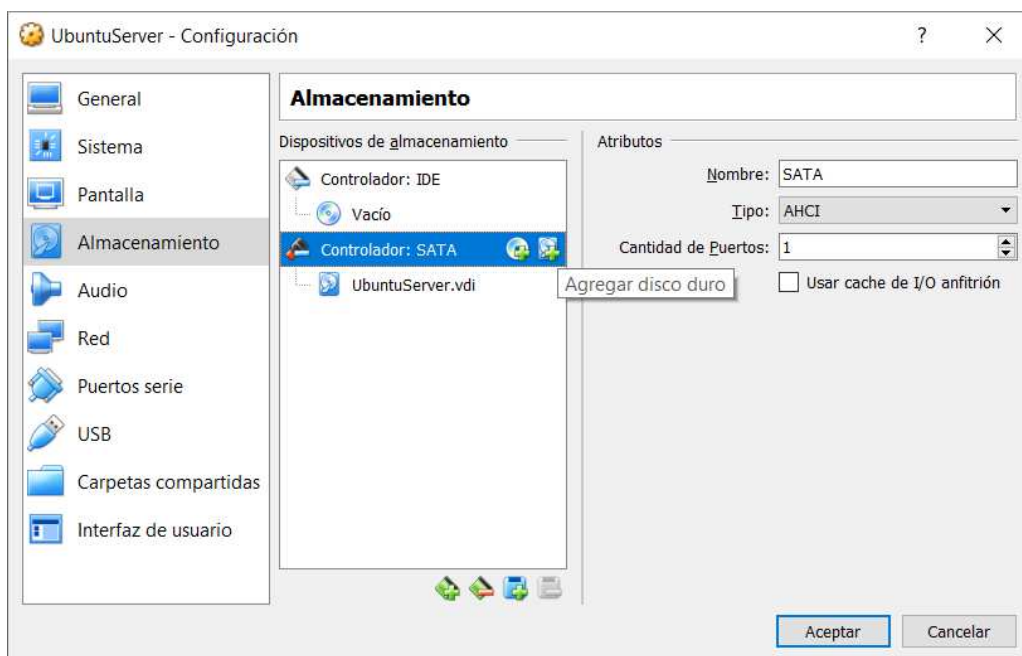 UbuntuServer - Configuración
?
General
Sistema
Pantalla
Almacenamiento
Audio
Red
Puertos serie
USB
Carpetas compartidas
Interfaz de usuario
Almacenamiento
Dispositivos de almacenamiento
Controlador: IDE
Vacío
Controlador: SATA
UbuntuServer.vdi
Agregar disco duro
Atributos
Nombre: SATA
Tipo: AHCI
Cantidad de Puertos: 1
Usar cache de I/O anfitrión
Aceptar Cancelar